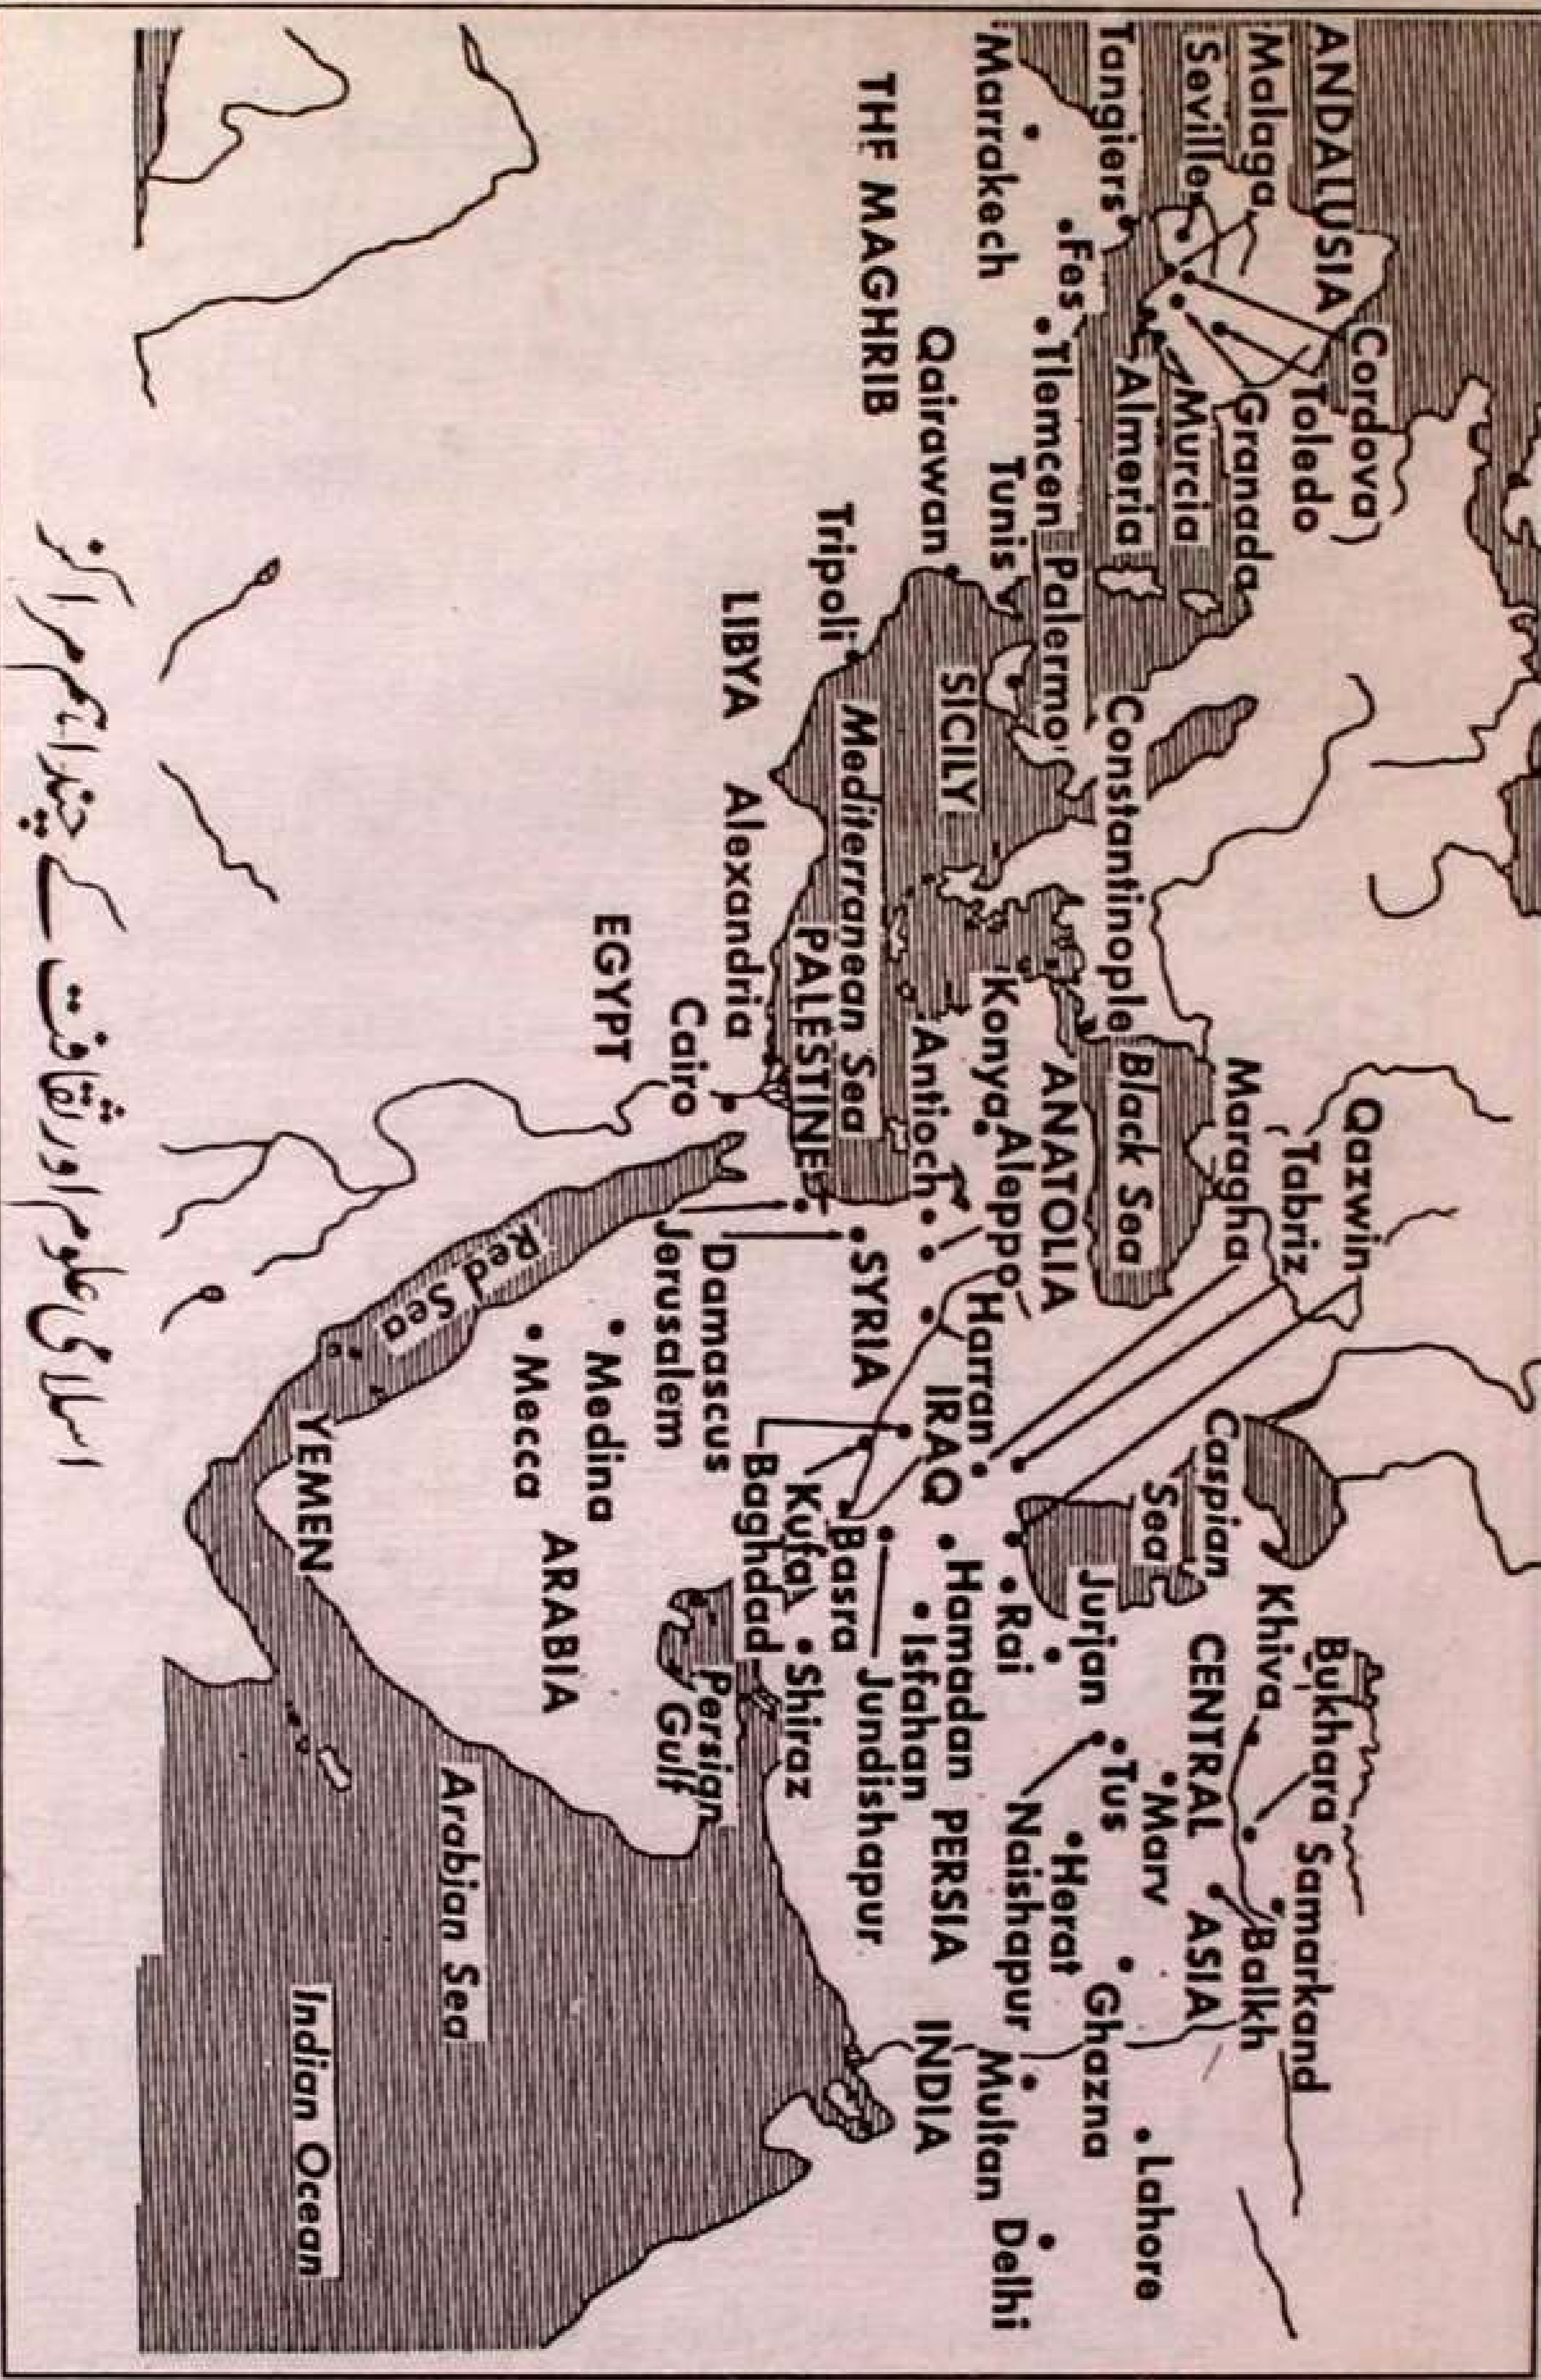 ANDALUSIA
Malaga
Seville
Tangiers
Marrakech
THE MAGHRIB
Cordova
Toledo
Granada
Murcia
Almeria
Fes
Tlemcen
Qairawan
Tunis
Palermo
Tripoli
SICILY
LIBYA
Mediterranean Sea
Constantinople
Alexandria
EGYPT
Cairo
PALESTINE
Antioch
Konya
Aleppo
ANATOLIA
Black Sea
Maragha
Tabriz
Qazwin
SYRIA
Harran
IRAQ
Damascus
Jerusalem
Red Sea
Medina
Mecca
YEMEN
ARABIA
Baghdad
Kufa
Basra
Caspian
Sea
Jurjan
Rai
Hamadan
Isfahan
Jundishapur
Shiraz
Persian
Gulf
PERSIA
Khiva
Bukhara
Samarkand
CENTRAL
ASIA
Balkh
Marv
Tus
Herat
Naishapur
Ghazna
INDIA
Multan
Lahore
Delhi
Arabian Sea
Indian Ocean
اسلامی علوم اور ثقافت کے چند اہم مراکز